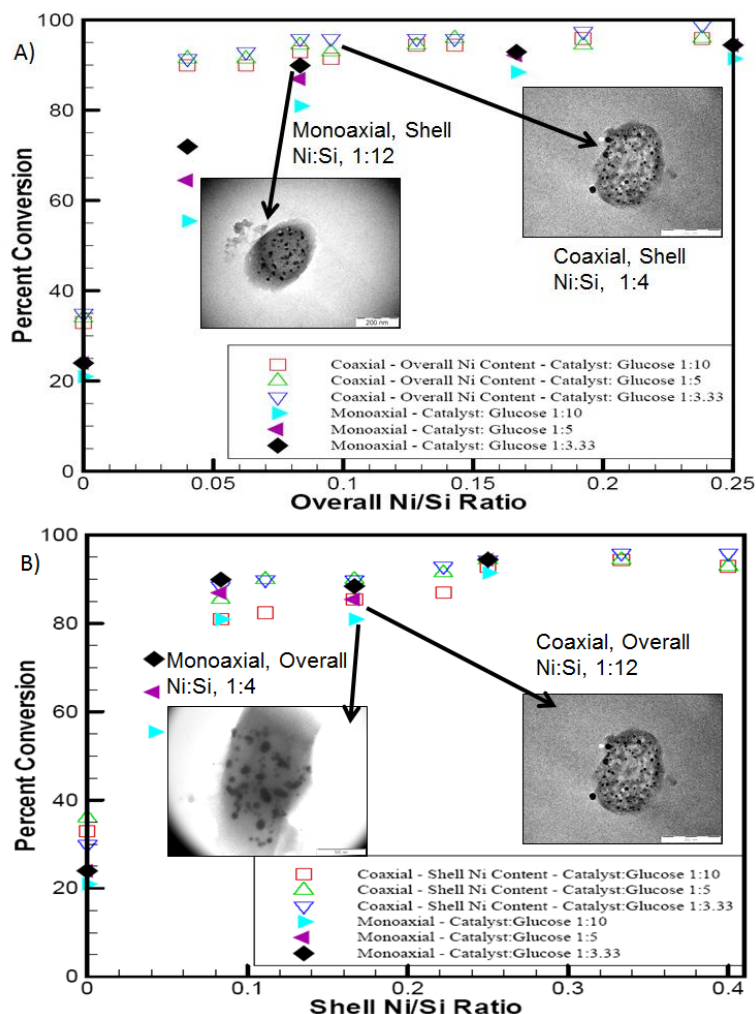 A)
100
80
60
40
20
0
Percent Conversion
0
0.05
0.1
0.15
0.2
0.25
Overall Ni/Si Ratio
Monoaxial, Shell
Ni:Si, 1:12
200 nm
Coaxial, Shell
Ni:Si, 1:4
Coaxial - Overall Ni Content - Catalyst: Glucose 1:10
Coaxial - Overall Ni Content - Catalyst: Glucose 1:5
Coaxial - Overall Ni Content - Catalyst: Glucose 1:3.33
Monoaxial - Catalyst: Glucose 1:10
Monoaxial - Catalyst: Glucose 1:5
Monoaxial - Catalyst: Glucose 1:3.33
B)
100
80
60
40
20
0
Percent Conversion
0
0.1
0.2
0.3
0.4
Shell Ni/Si Ratio
Monoaxial, Overall
Ni:Si, 1:4
Coaxial, Overall
Ni:Si, 1:12
Coaxial - Shell Ni Content - Catalyst:Glucose 1:10
Coaxial - Shell Ni Content - Catalyst:Glucose 1:5
Coaxial - Shell Ni Content - Catalyst:Glucose 1:3.33
Monoaxial - Catalyst:Glucose 1:10
Monoaxial - Catalyst:Glucose 1:5
Monoaxial - Catalyst:Glucose 1:3.33